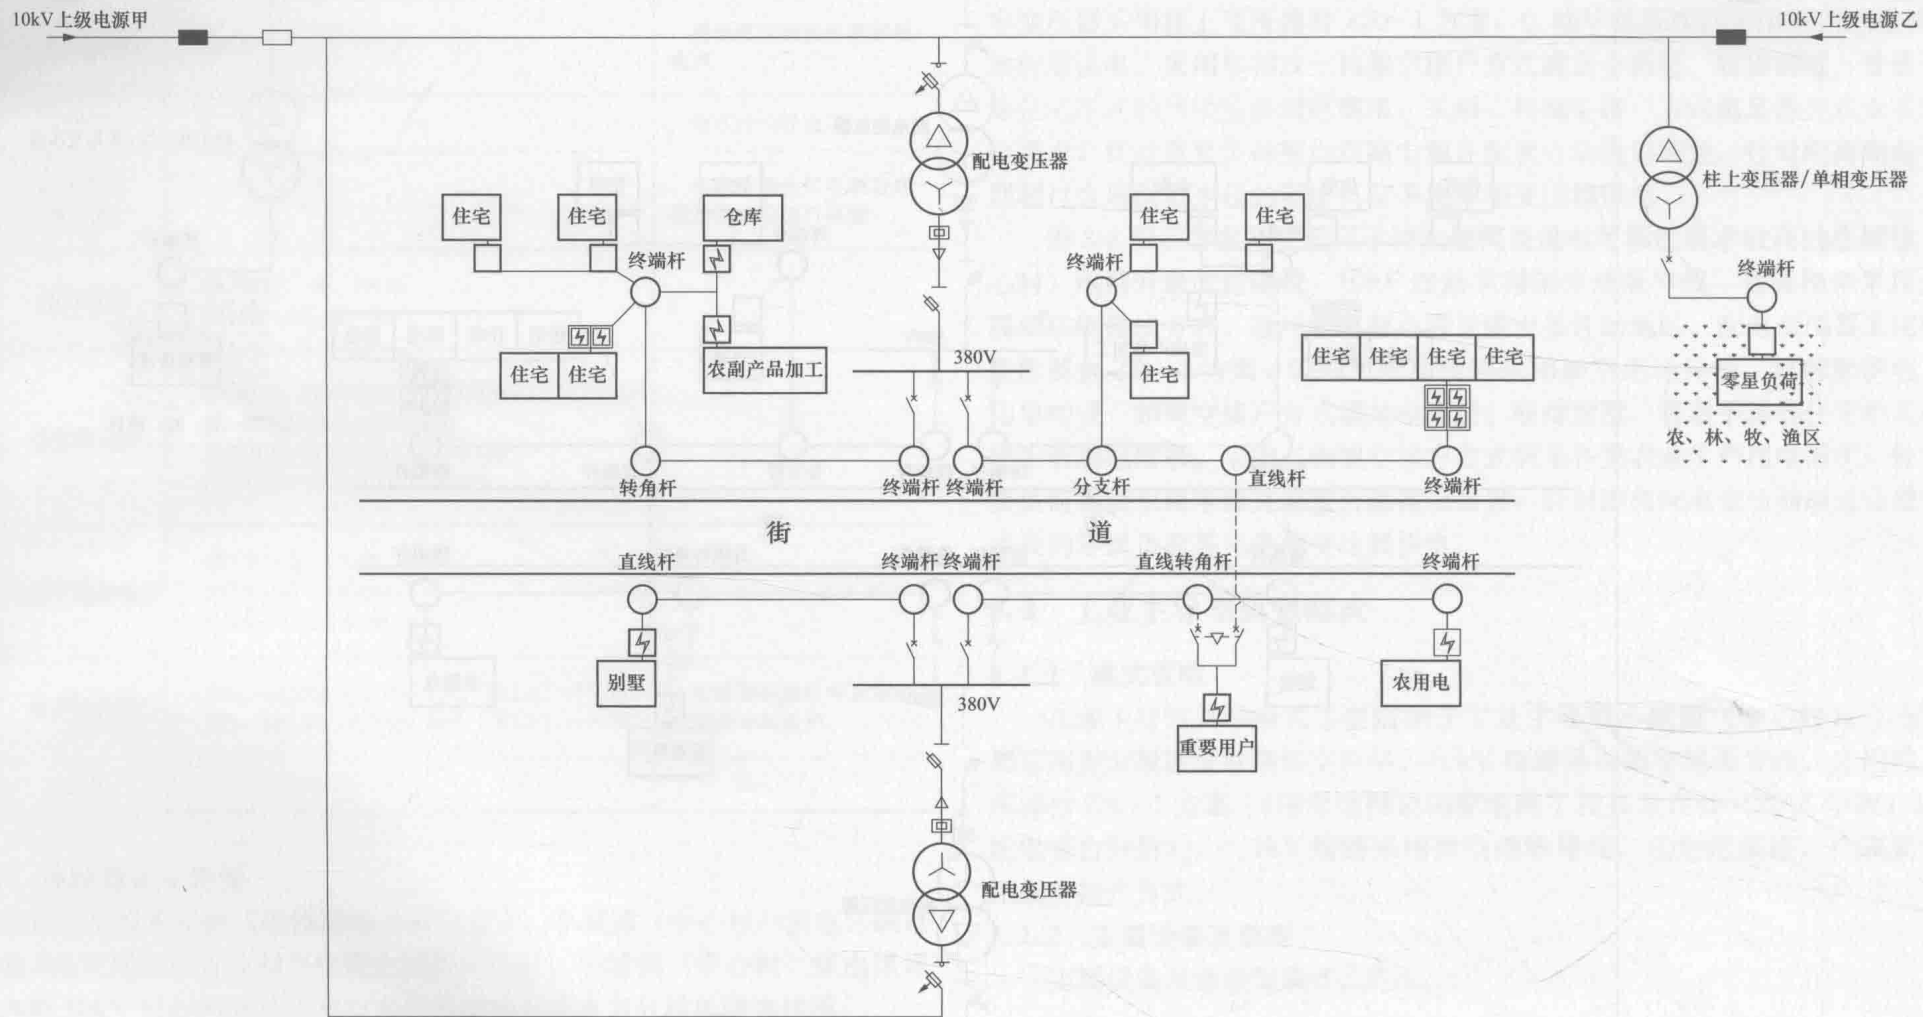 10kV上级电源甲
10kV上级电源乙
配电变压器
柱上变压器/单相变压器
住宅
住宅
仓库
住宅
住宅
终端杆
终端杆
终端杆
380V
住宅
住宅
农副产品加工
住宅
住宅
住宅
住宅
住宅
零星负荷
农、林、牧、渔区
转角杆
终端杆
终端杆
分支杆
直线杆
终端杆
街
道
直线杆
终端杆
终端杆
直线转角杆
终端杆
别墅
农用电
380V
重要用户
配电变压器